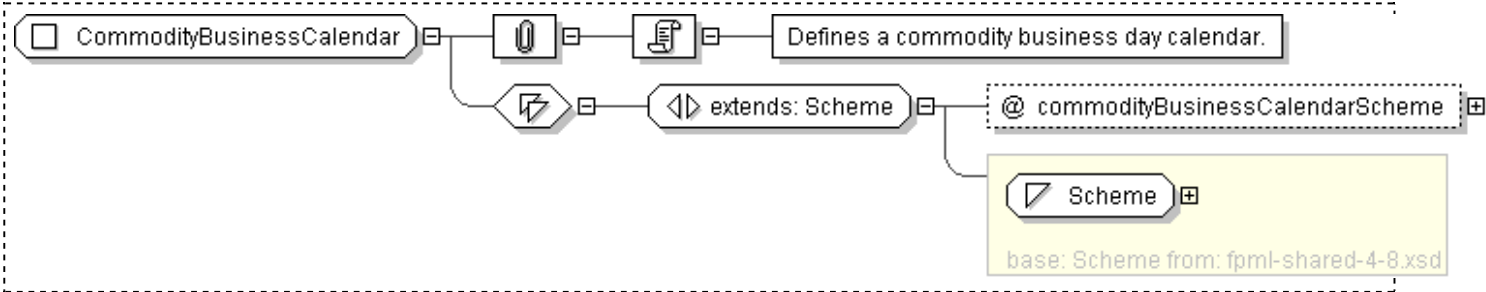 CommodityBusinessCalendar
Defines a commodity business day calendar.
extends: Scheme
@ commodityBusinessCalendarScheme
Scheme
base: Scheme from: fpml-shared-4-8.xsd